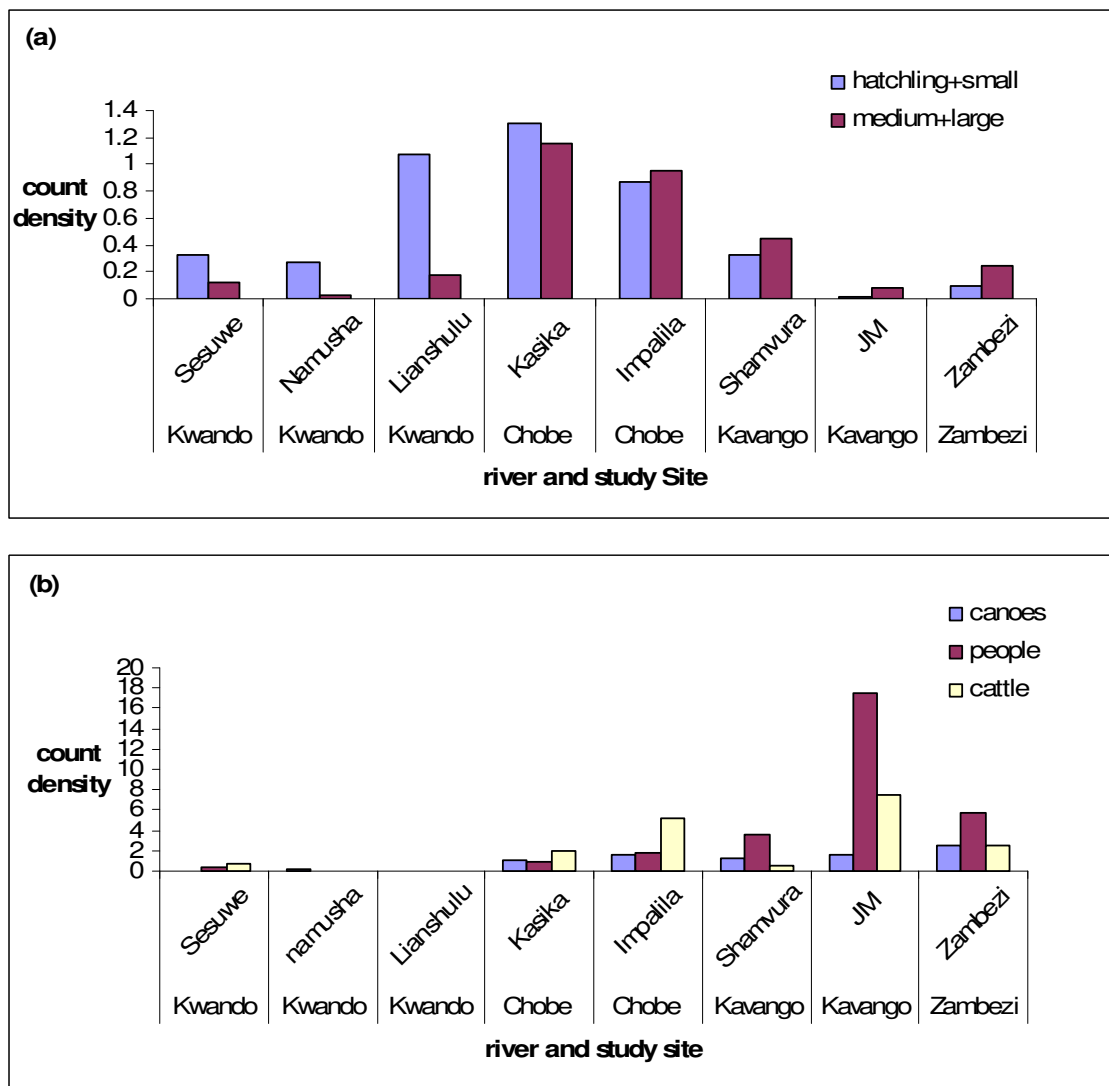 (a)
hatchling+small
medium+large
1.4
1.2
1
0.8
0.6
0.4
0.2
0
count
density
Sesuwe
Namusha
Lianshulu
Kasika
Impalila
Shamvura
JM
Zambezi
Kwando Kwando Kwando Chobe Chobe Kavango Kavango Zambezi
river and study Site
(b)
canoes
people
cattle
20
18
16
14
12
10
8
6
4
2
0
count
density
Sesuwe
namusha
Lianshulu
Kasika
Impalila
Shamvura
JM
Zambezi
Kwando Kwando Kwando Chobe Chobe Kavango Kavango Zambezi
river and study site